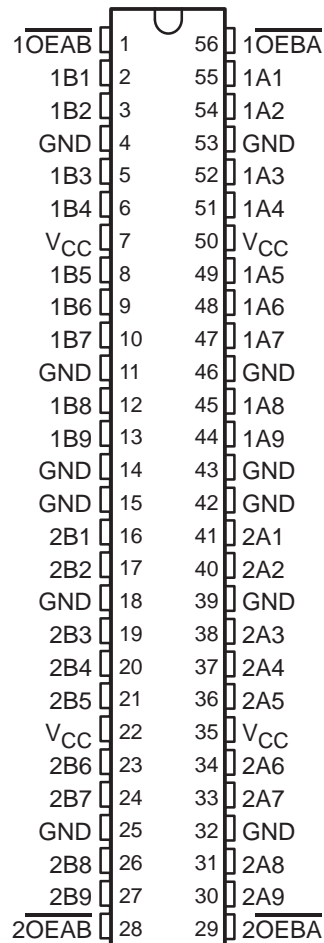 1O̅E̅A̅B̅ 1 56 1O̅E̅B̅A̅
1B1 2 55 1A1
1B2 3 54 1A2
GND 4 53 GND
1B3 5 52 1A3
1B4 6 51 1A4
VCC 7 50 VCC
1B5 8 49 1A5
1B6 9 48 1A6
1B7 10 47 1A7
GND 11 46 GND
1B8 12 45 1A8
1B9 13 44 1A9
GND 14 43 GND
GND 15 42 GND
2B1 16 41 2A1
2B2 17 40 2A2
GND 18 39 GND
2B3 19 38 2A3
2B4 20 37 2A4
2B5 21 36 2A5
VCC 22 35 VCC
2B6 23 34 2A6
2B7 24 33 2A7
GND 25 32 GND
2B8 26 31 2A8
2B9 27 30 2A9
2O̅E̅A̅B̅ 28 29 2O̅E̅B̅A̅